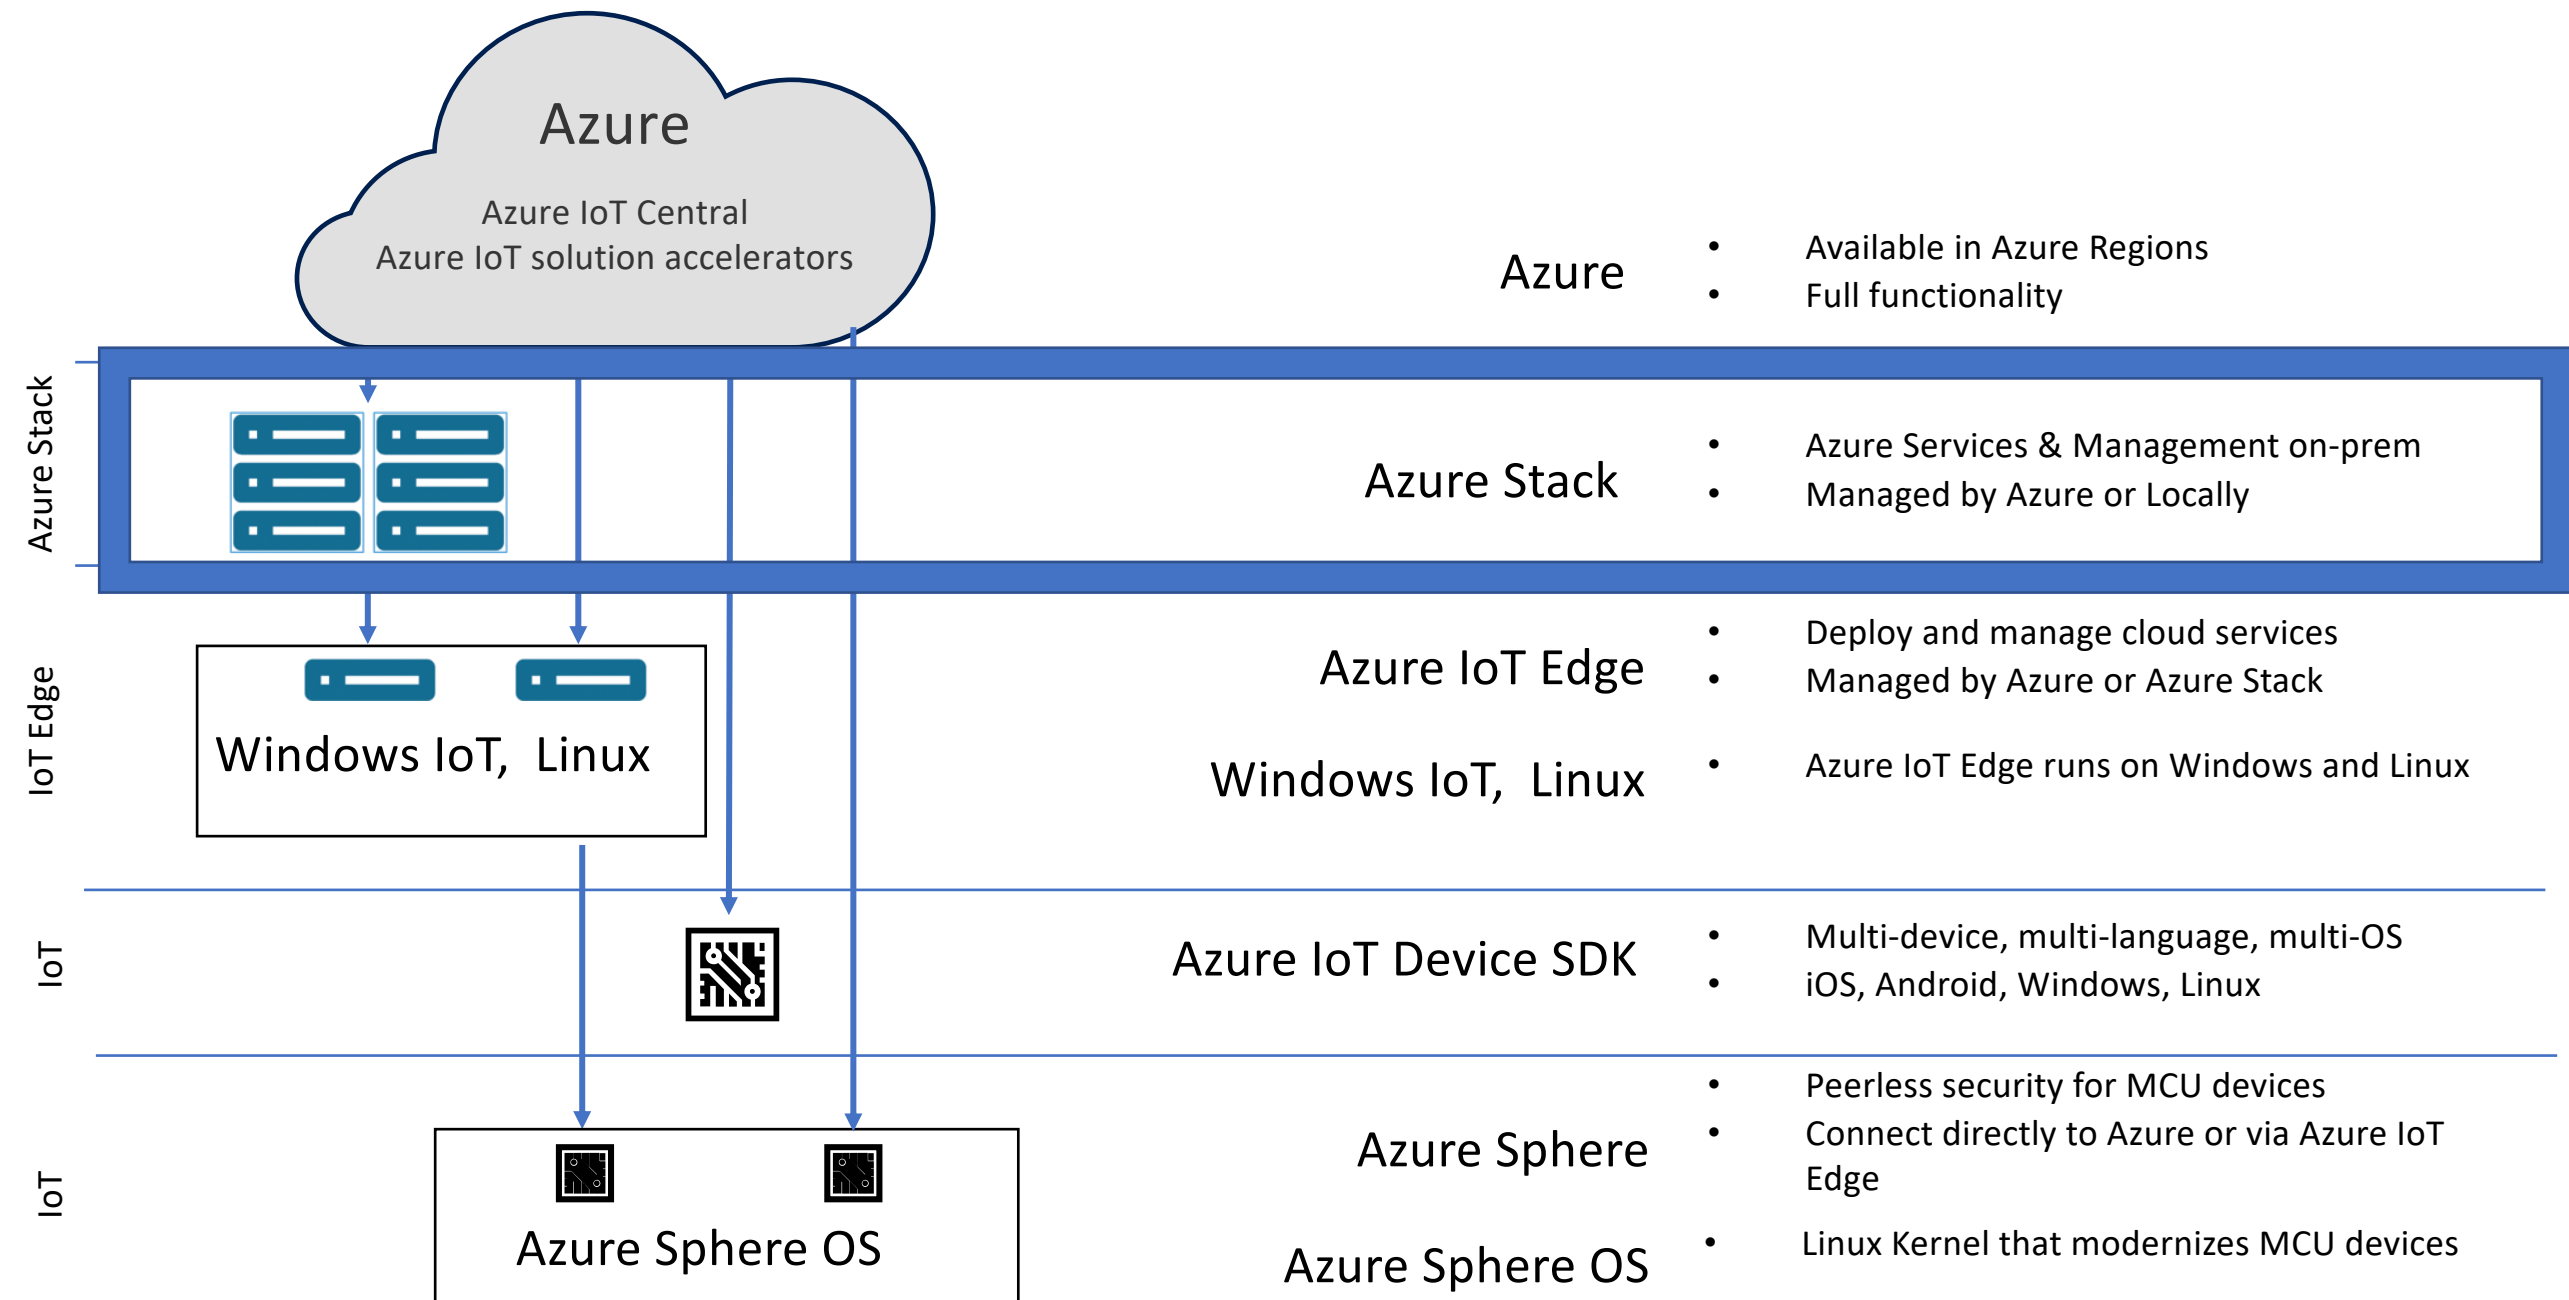 Azure
Azure IoT Central
Azure IoT solution accelerators
Azure
• Available in Azure Regions
• Full functionality
Azure Stack
Azure Stack
• Azure Services & Management on-prem
• Managed by Azure or Locally
IoT Edge
Windows IoT, Linux
Azure IoT Edge
• Deploy and manage cloud services
• Managed by Azure or Azure Stack
Windows IoT, Linux
• Azure IoT Edge runs on Windows and Linux
IoT
Azure IoT Device SDK
• Multi-device, multi-language, multi-OS
• iOS, Android, Windows, Linux
IoT
Azure Sphere OS
Azure Sphere
• Peerless security for MCU devices
• Connect directly to Azure or via Azure IoT
Edge
Azure Sphere OS
• Linux Kernel that modernizes MCU devices